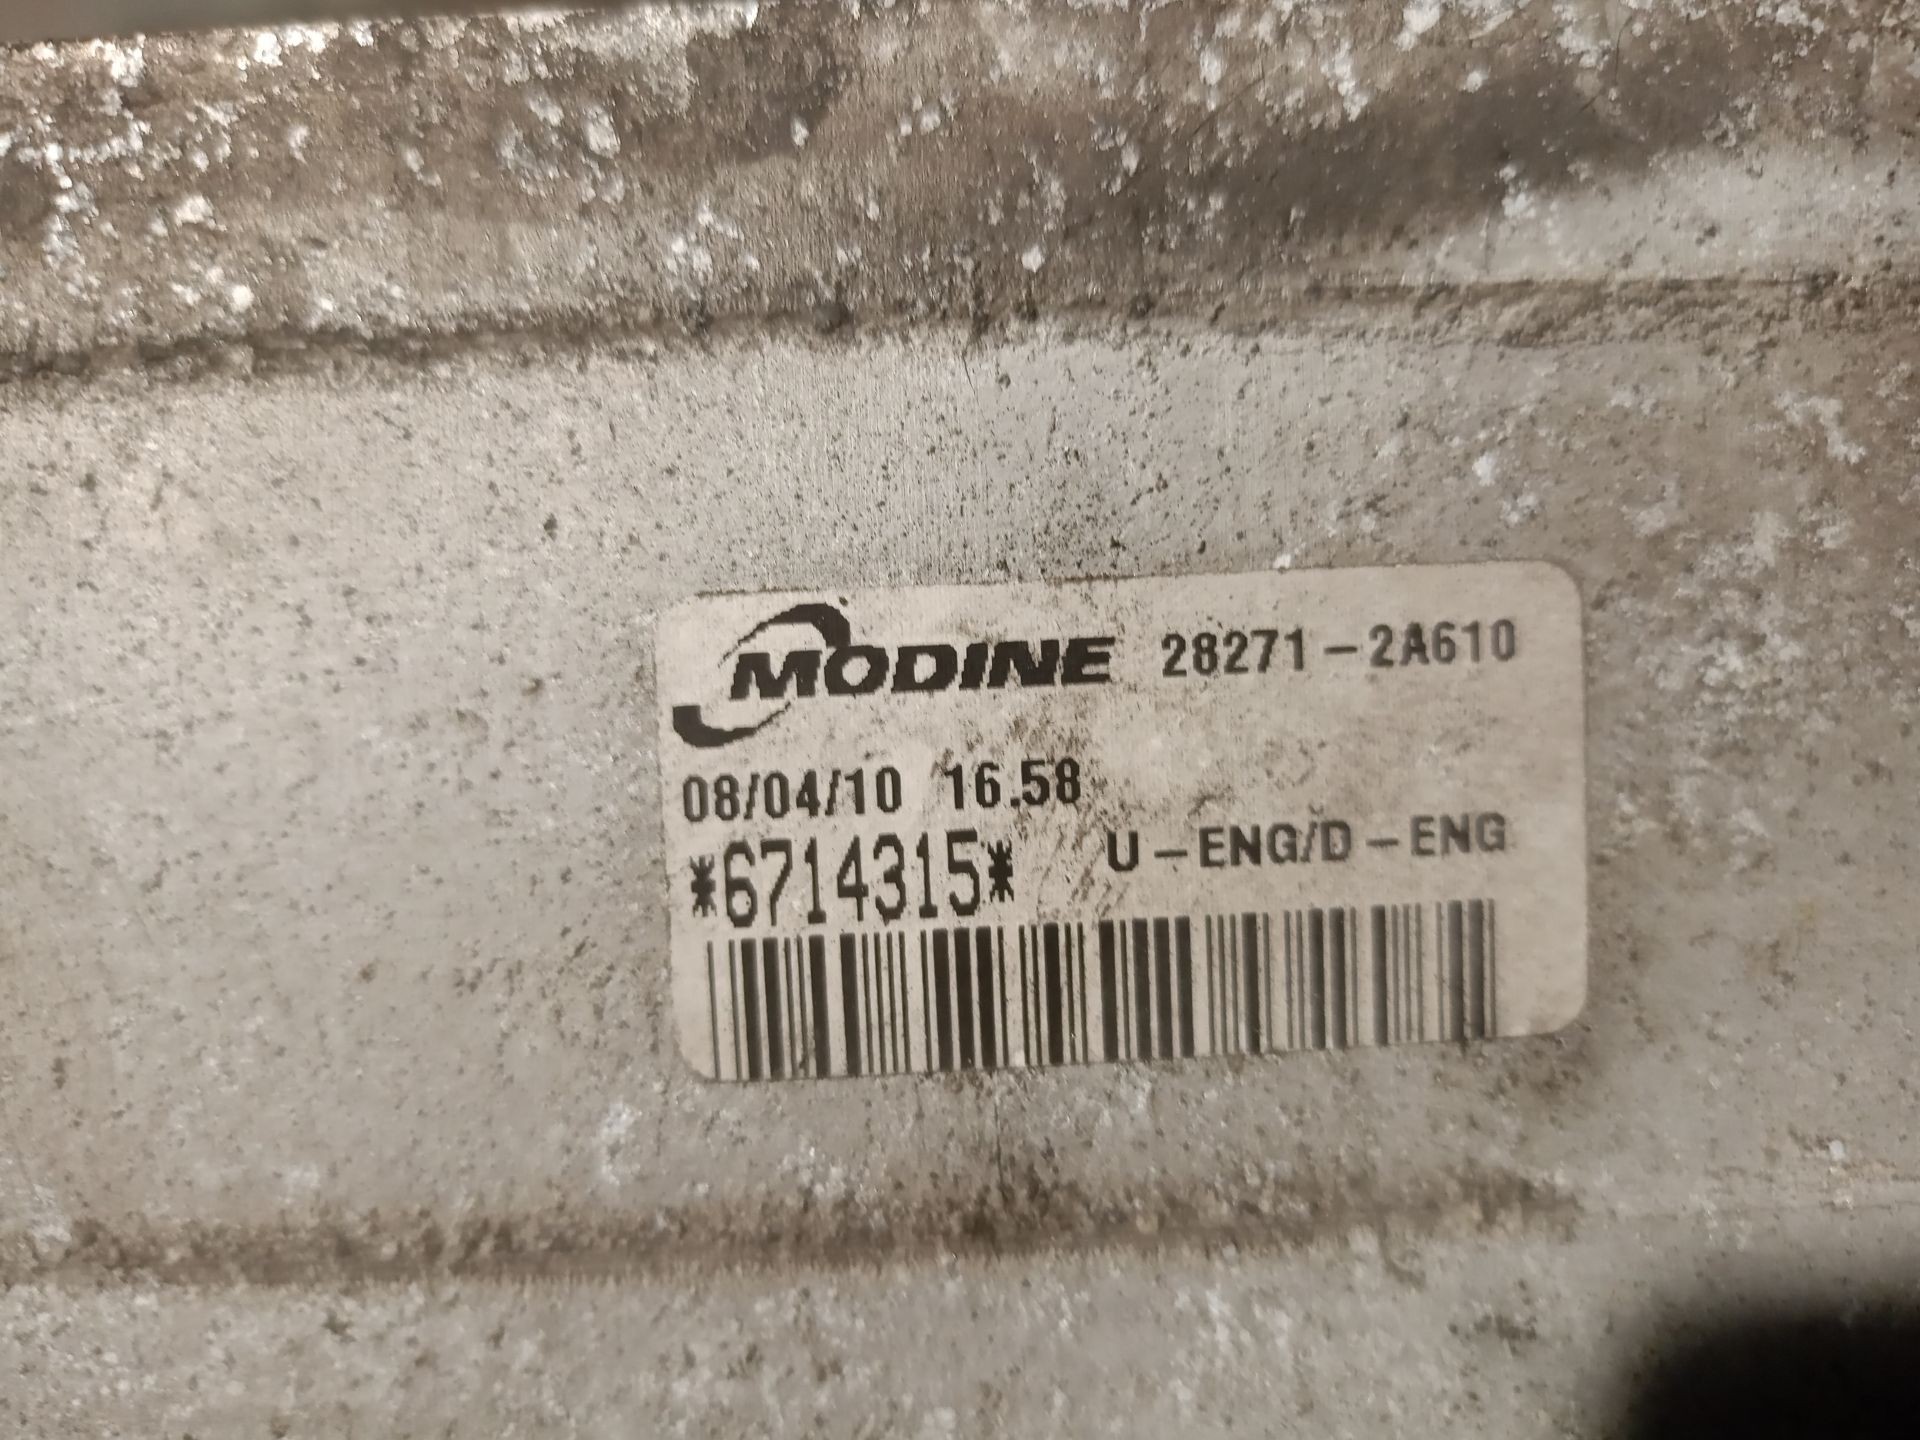 MODINE 28271-2A610
08/04/10 16.58
*6714315* U-ENG/D-ENG